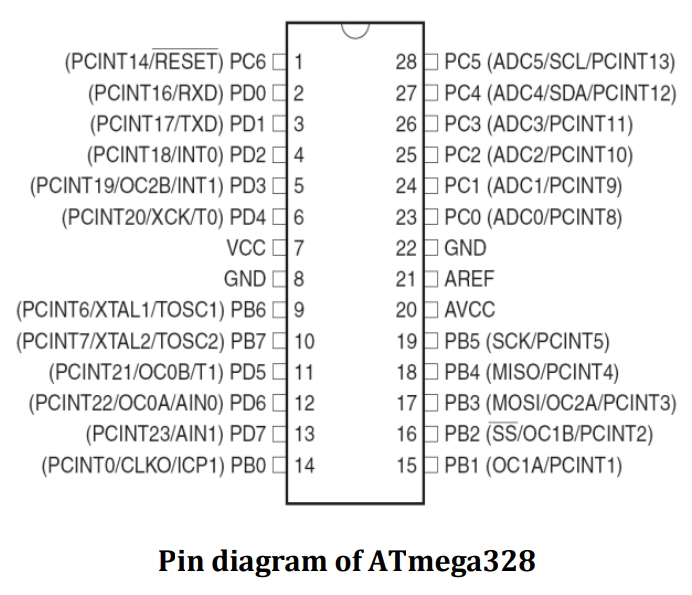 (PCINT14/RESET) PC6 1 28 PC5 (ADC5/SCL/PCINT13)
(PCINT16/RXD) PD0 2 27 PC4 (ADC4/SDA/PCINT12)
(PCINT17/TXD) PD1 3 26 PC3 (ADC3/PCINT11)
(PCINT18/INT0) PD2 4 25 PC2 (ADC2/PCINT10)
(PCINT19/OC2B/INT1) PD3 5 24 PC1 (ADC1/PCINT9)
(PCINT20/XCK/T0) PD4 6 23 PC0 (ADC0/PCINT8)
VCC 7 22 GND
GND 8 21 AREF
(PCINT6/XTAL1/TOSC1) PB6 9 20 AVCC
(PCINT7/XTAL2/TOSC2) PB7 10 19 PB5 (SCK/PCINT5)
(PCINT21/OC0B/T1) PD5 11 18 PB4 (MISO/PCINT4)
(PCINT22/OC0A/AIN0) PD6 12 17 PB3 (MOSI/OC2A/PCINT3)
(PCINT23/AIN1) PD7 13 16 PB2 (SS/OC1B/PCINT2)
(PCINT0/CLKO/ICP1) PB0 14 15 PB1 (OC1A/PCINT1)
Pin diagram of ATmega328